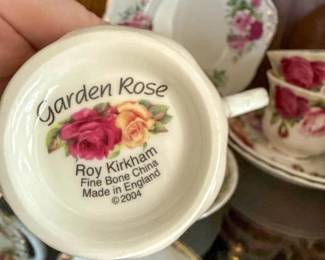 Garden Rose
Roy Kirkham
Fine Bone China
Made in England
©2004